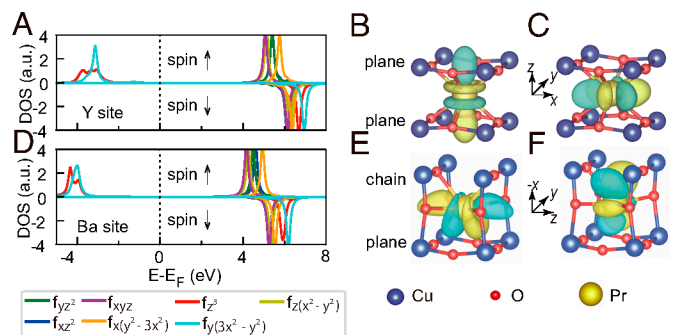 A
DOS (a.u.)
4
2
0
-2
-4
spin ↑
spin ↓
Y site
D
DOS (a.u.)
4
2
0
-2
-4
spin ↑
spin ↓
Ba site
-4 0 4 8
E-E_F (eV)
B
plane
plane
C
z
y
x
E
chain
plane
F
-x
y
z
f_yz² f_xyz f_z³ f_z(x² - y²)
f_xz² f_x(y² - 3x²) f_y(3x² - y²)
Cu O Pr